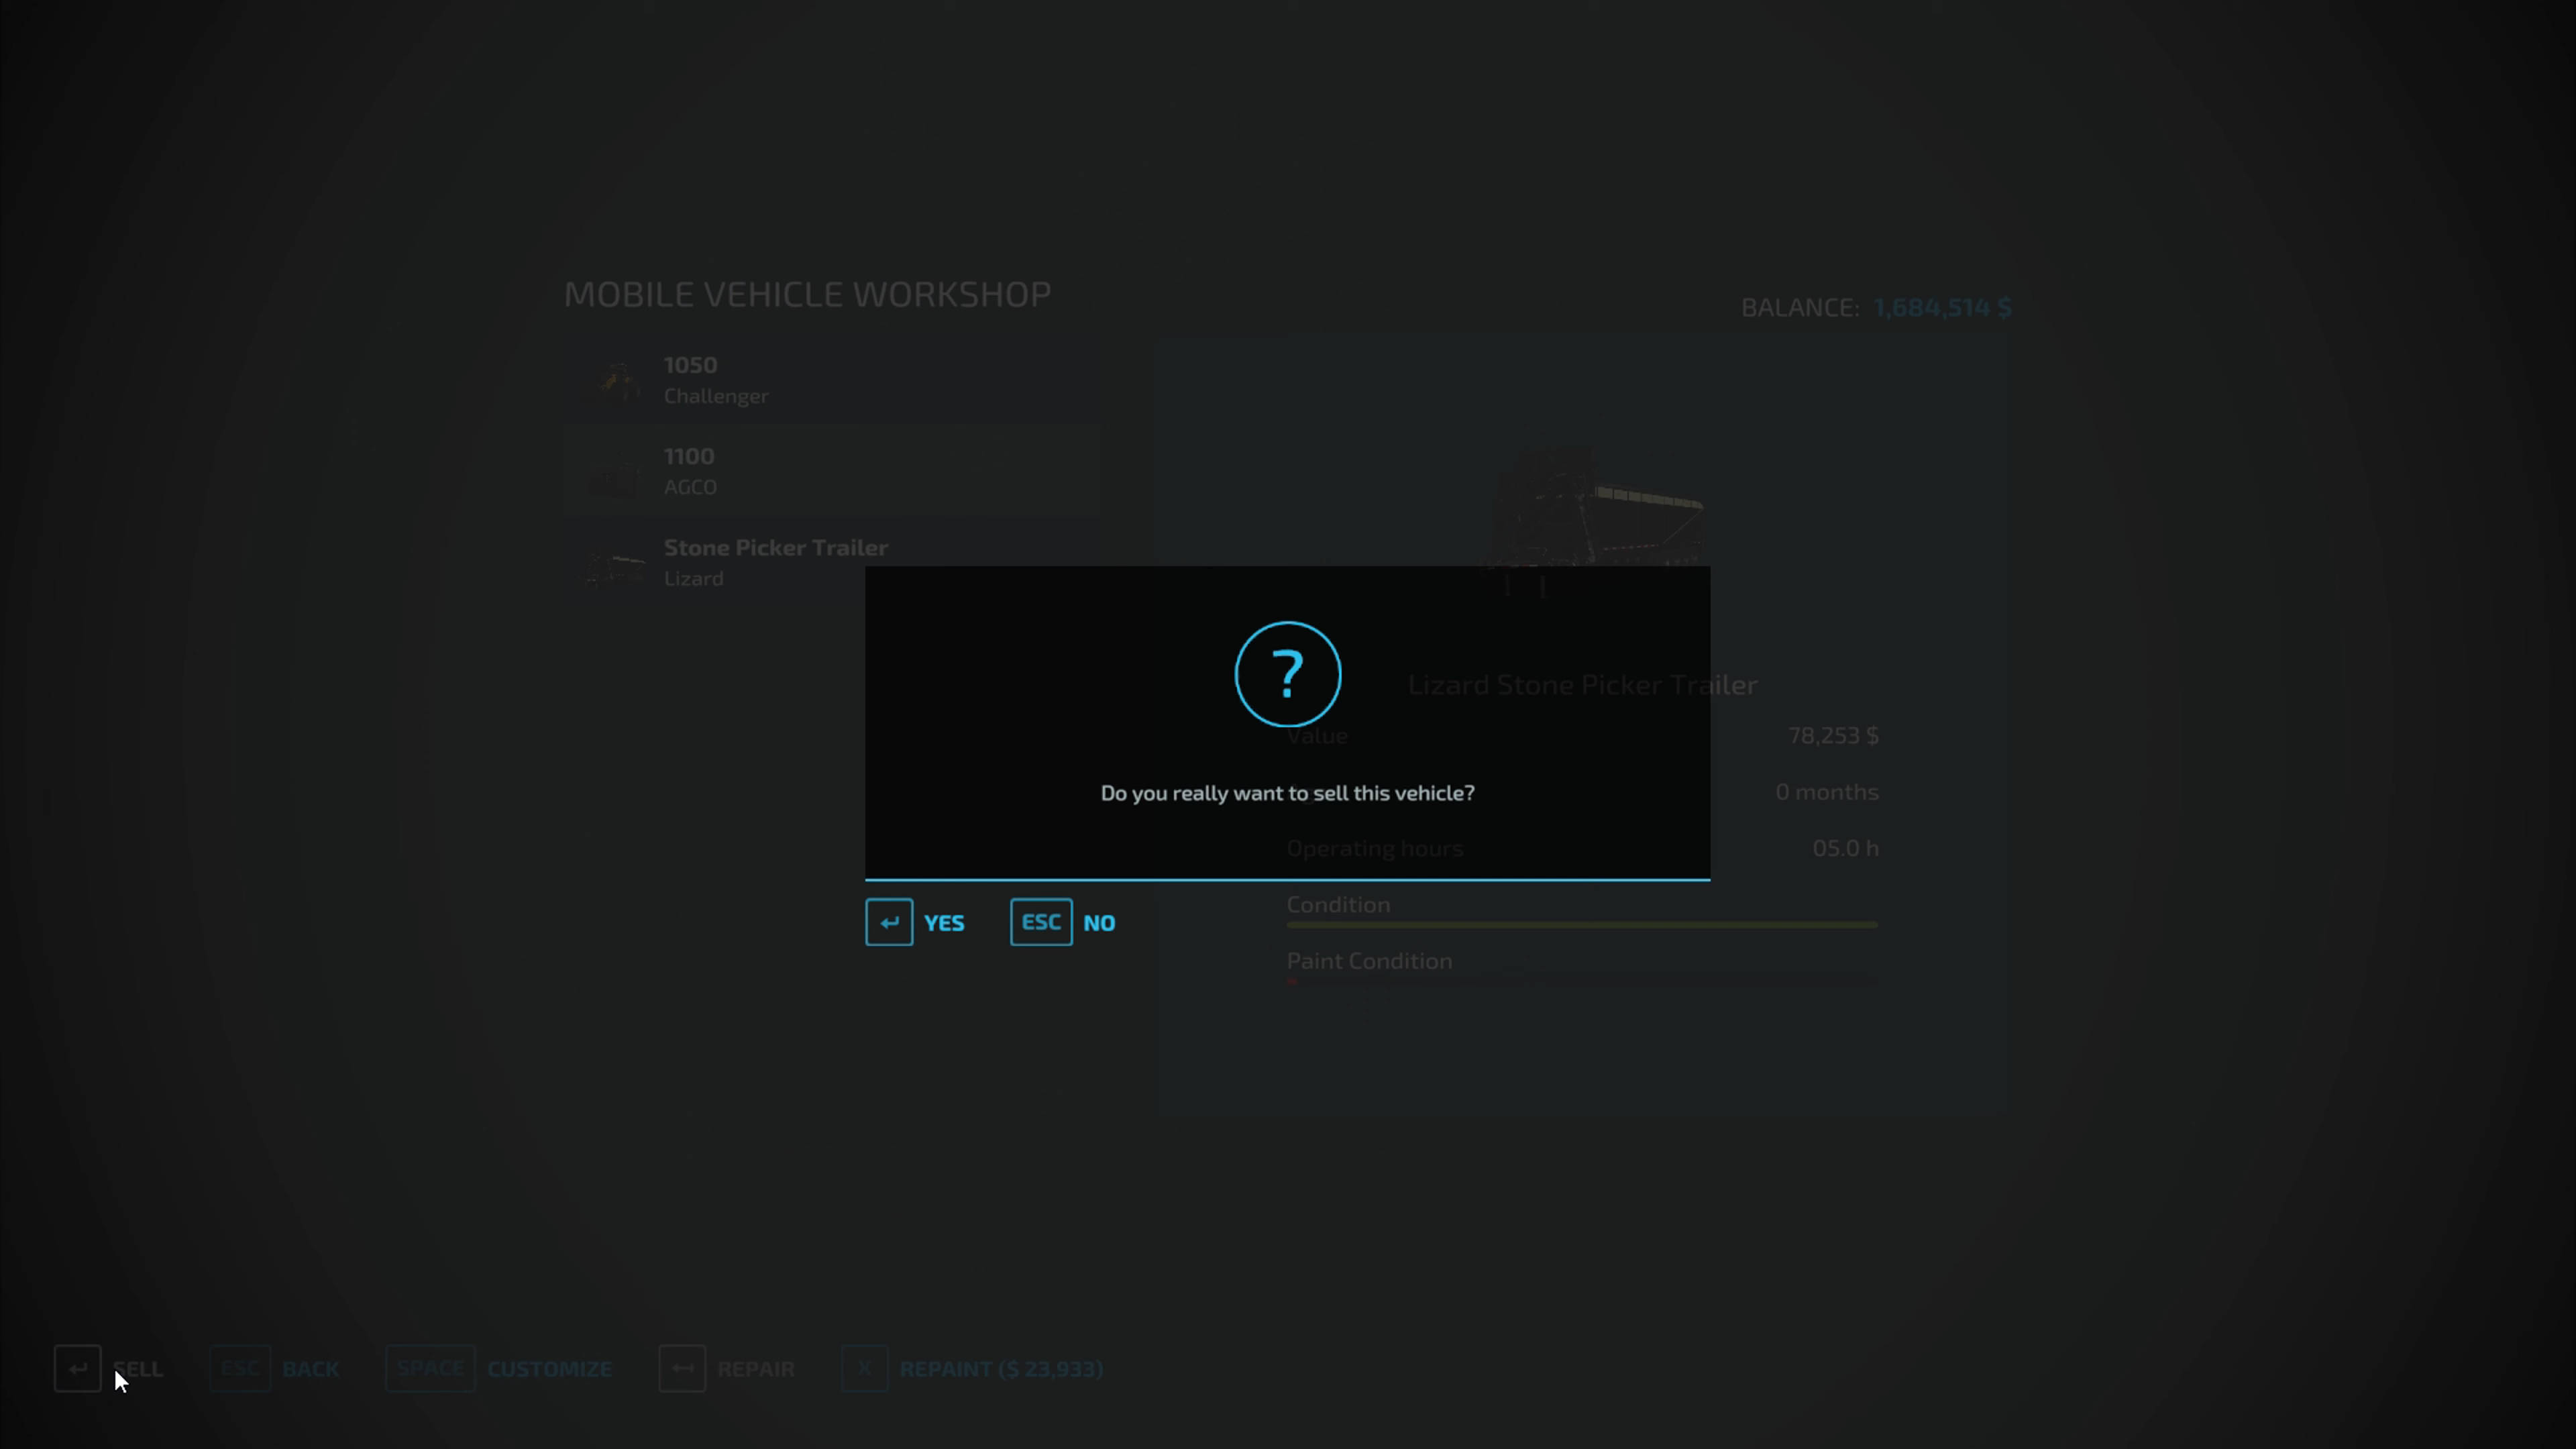 MOBILE VEHICLE WORKSHOP
BALANCE: 1,684,514 $
1050
Challenger
1100
AGCO
Stone Picker Trailer
Lizard
?
Lizard Stone Picker Trailer
Value 78,253 $
Do you really want to sell this vehicle?
0 months
Operating hours 05.0 h
YES ESC NO
Condition
Paint Condition
SELL ESC BACK SPACE CUSTOMIZE REPAIR X REPAINT ($ 23,933)